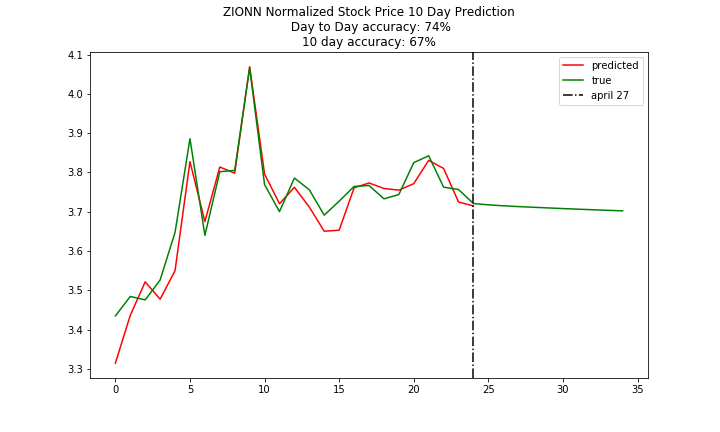 ZIONN Normalized Stock Price 10 Day Prediction
Day to Day accuracy: 74%
10 day accuracy: 67%
4.1
4.0
3.9
3.8
3.7
3.6
3.5
3.4
3.3
predicted
true
april 27
0 5 10 15 20 25 30 35